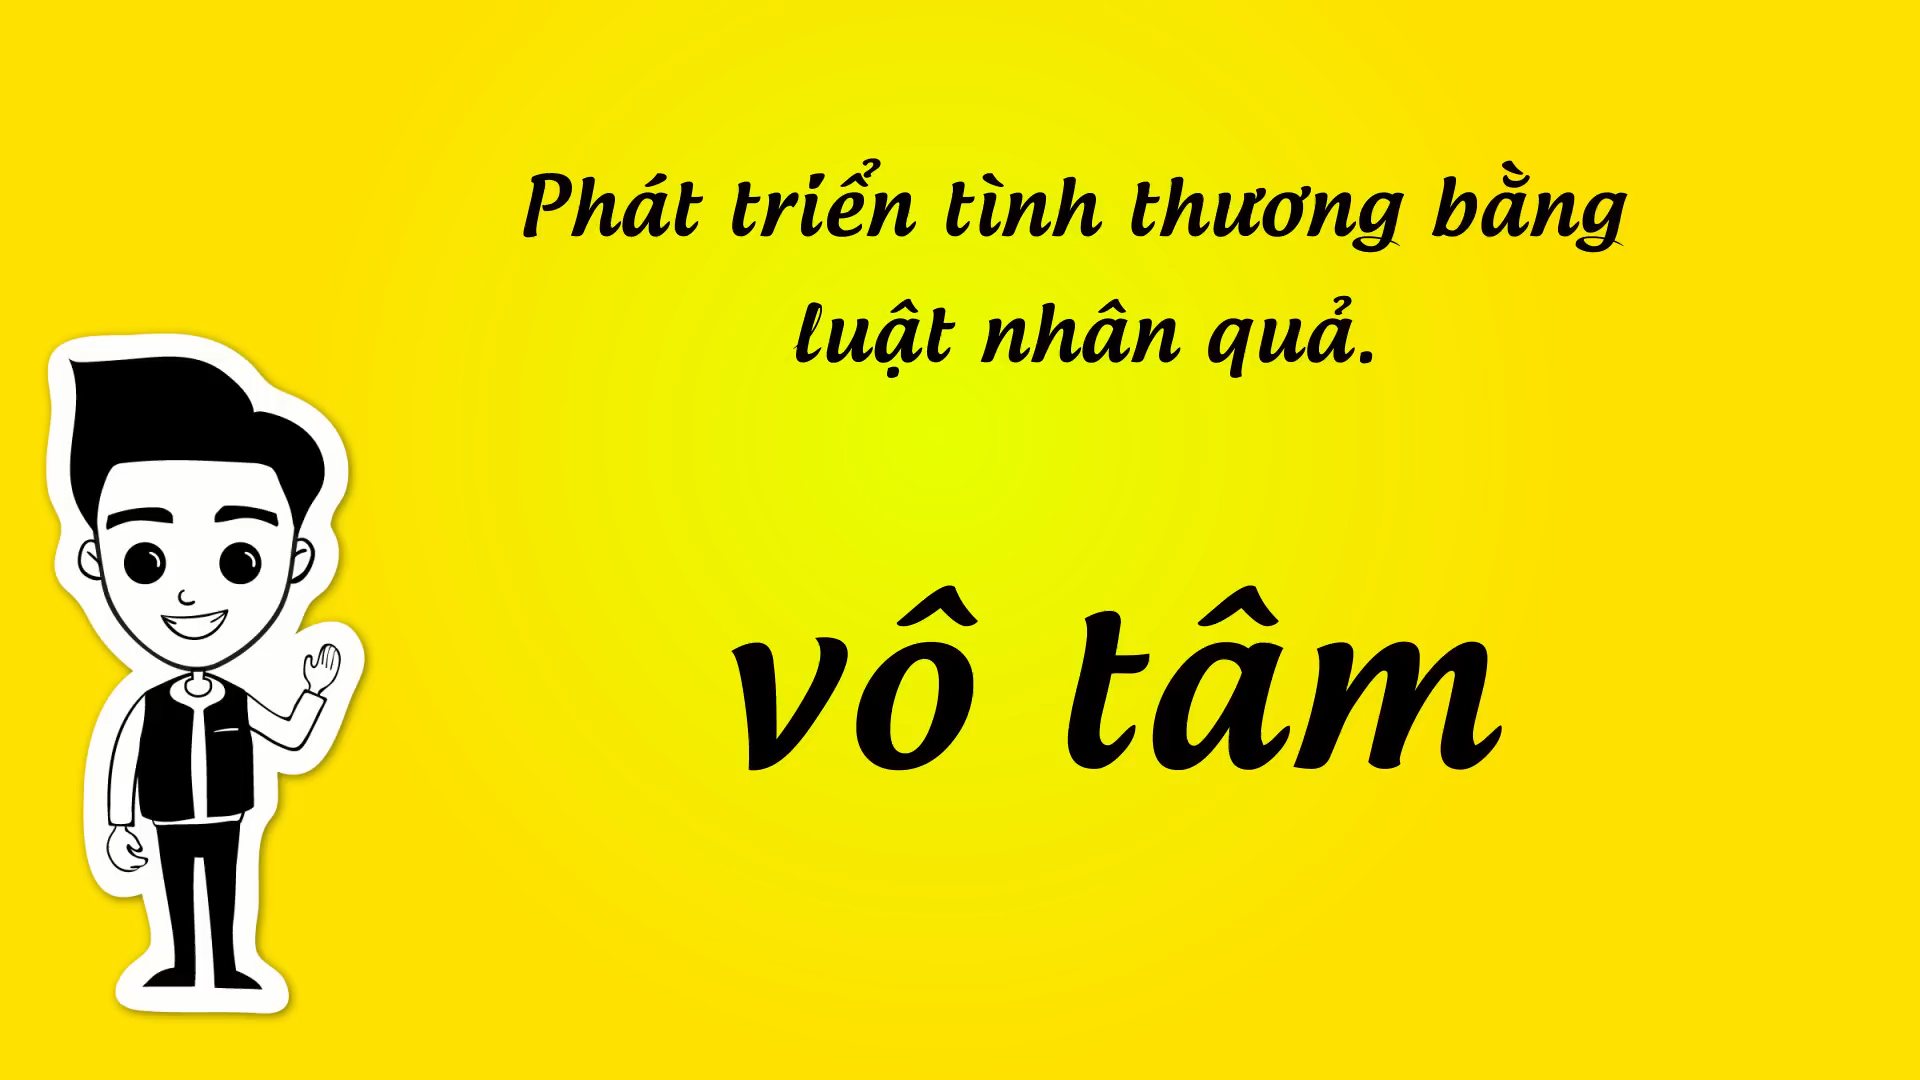 Phát triển tình thương bằng
luật nhân quả.
vô tâm